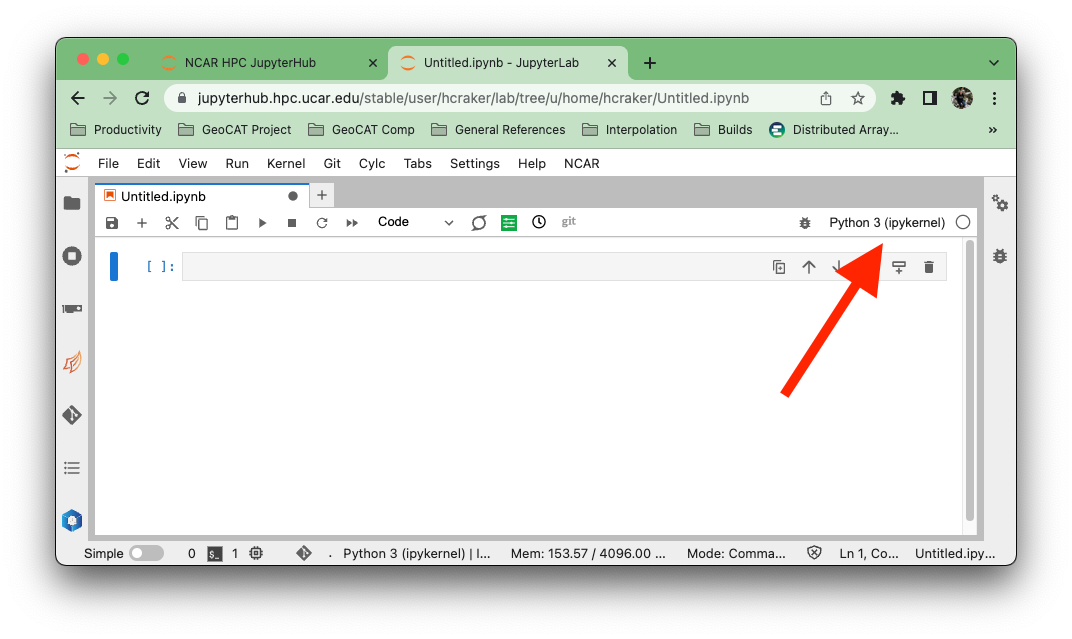 NCAR HPC JupyterHub
Untitled.ipynb - JupyterLab
jupyterhub.hpc.ucar.edu/stable/user/hcraker/lab/tree/u/home/hcraker/Untitled.ipynb
Productivity GeoCAT Project GeoCAT Comp General References Interpolation Builds Distributed Array... »
File Edit View Run Kernel Git Cylc Tabs Settings Help NCAR
Untitled.ipynb
Code git Python 3 (ipykernel)
[ ]:
Simple 0 $_ 1 . Python 3 (ipykernel) | I... Mem: 153.57 / 4096.00 ... Mode: Comma... Ln 1, Co... Untitled.ipy...